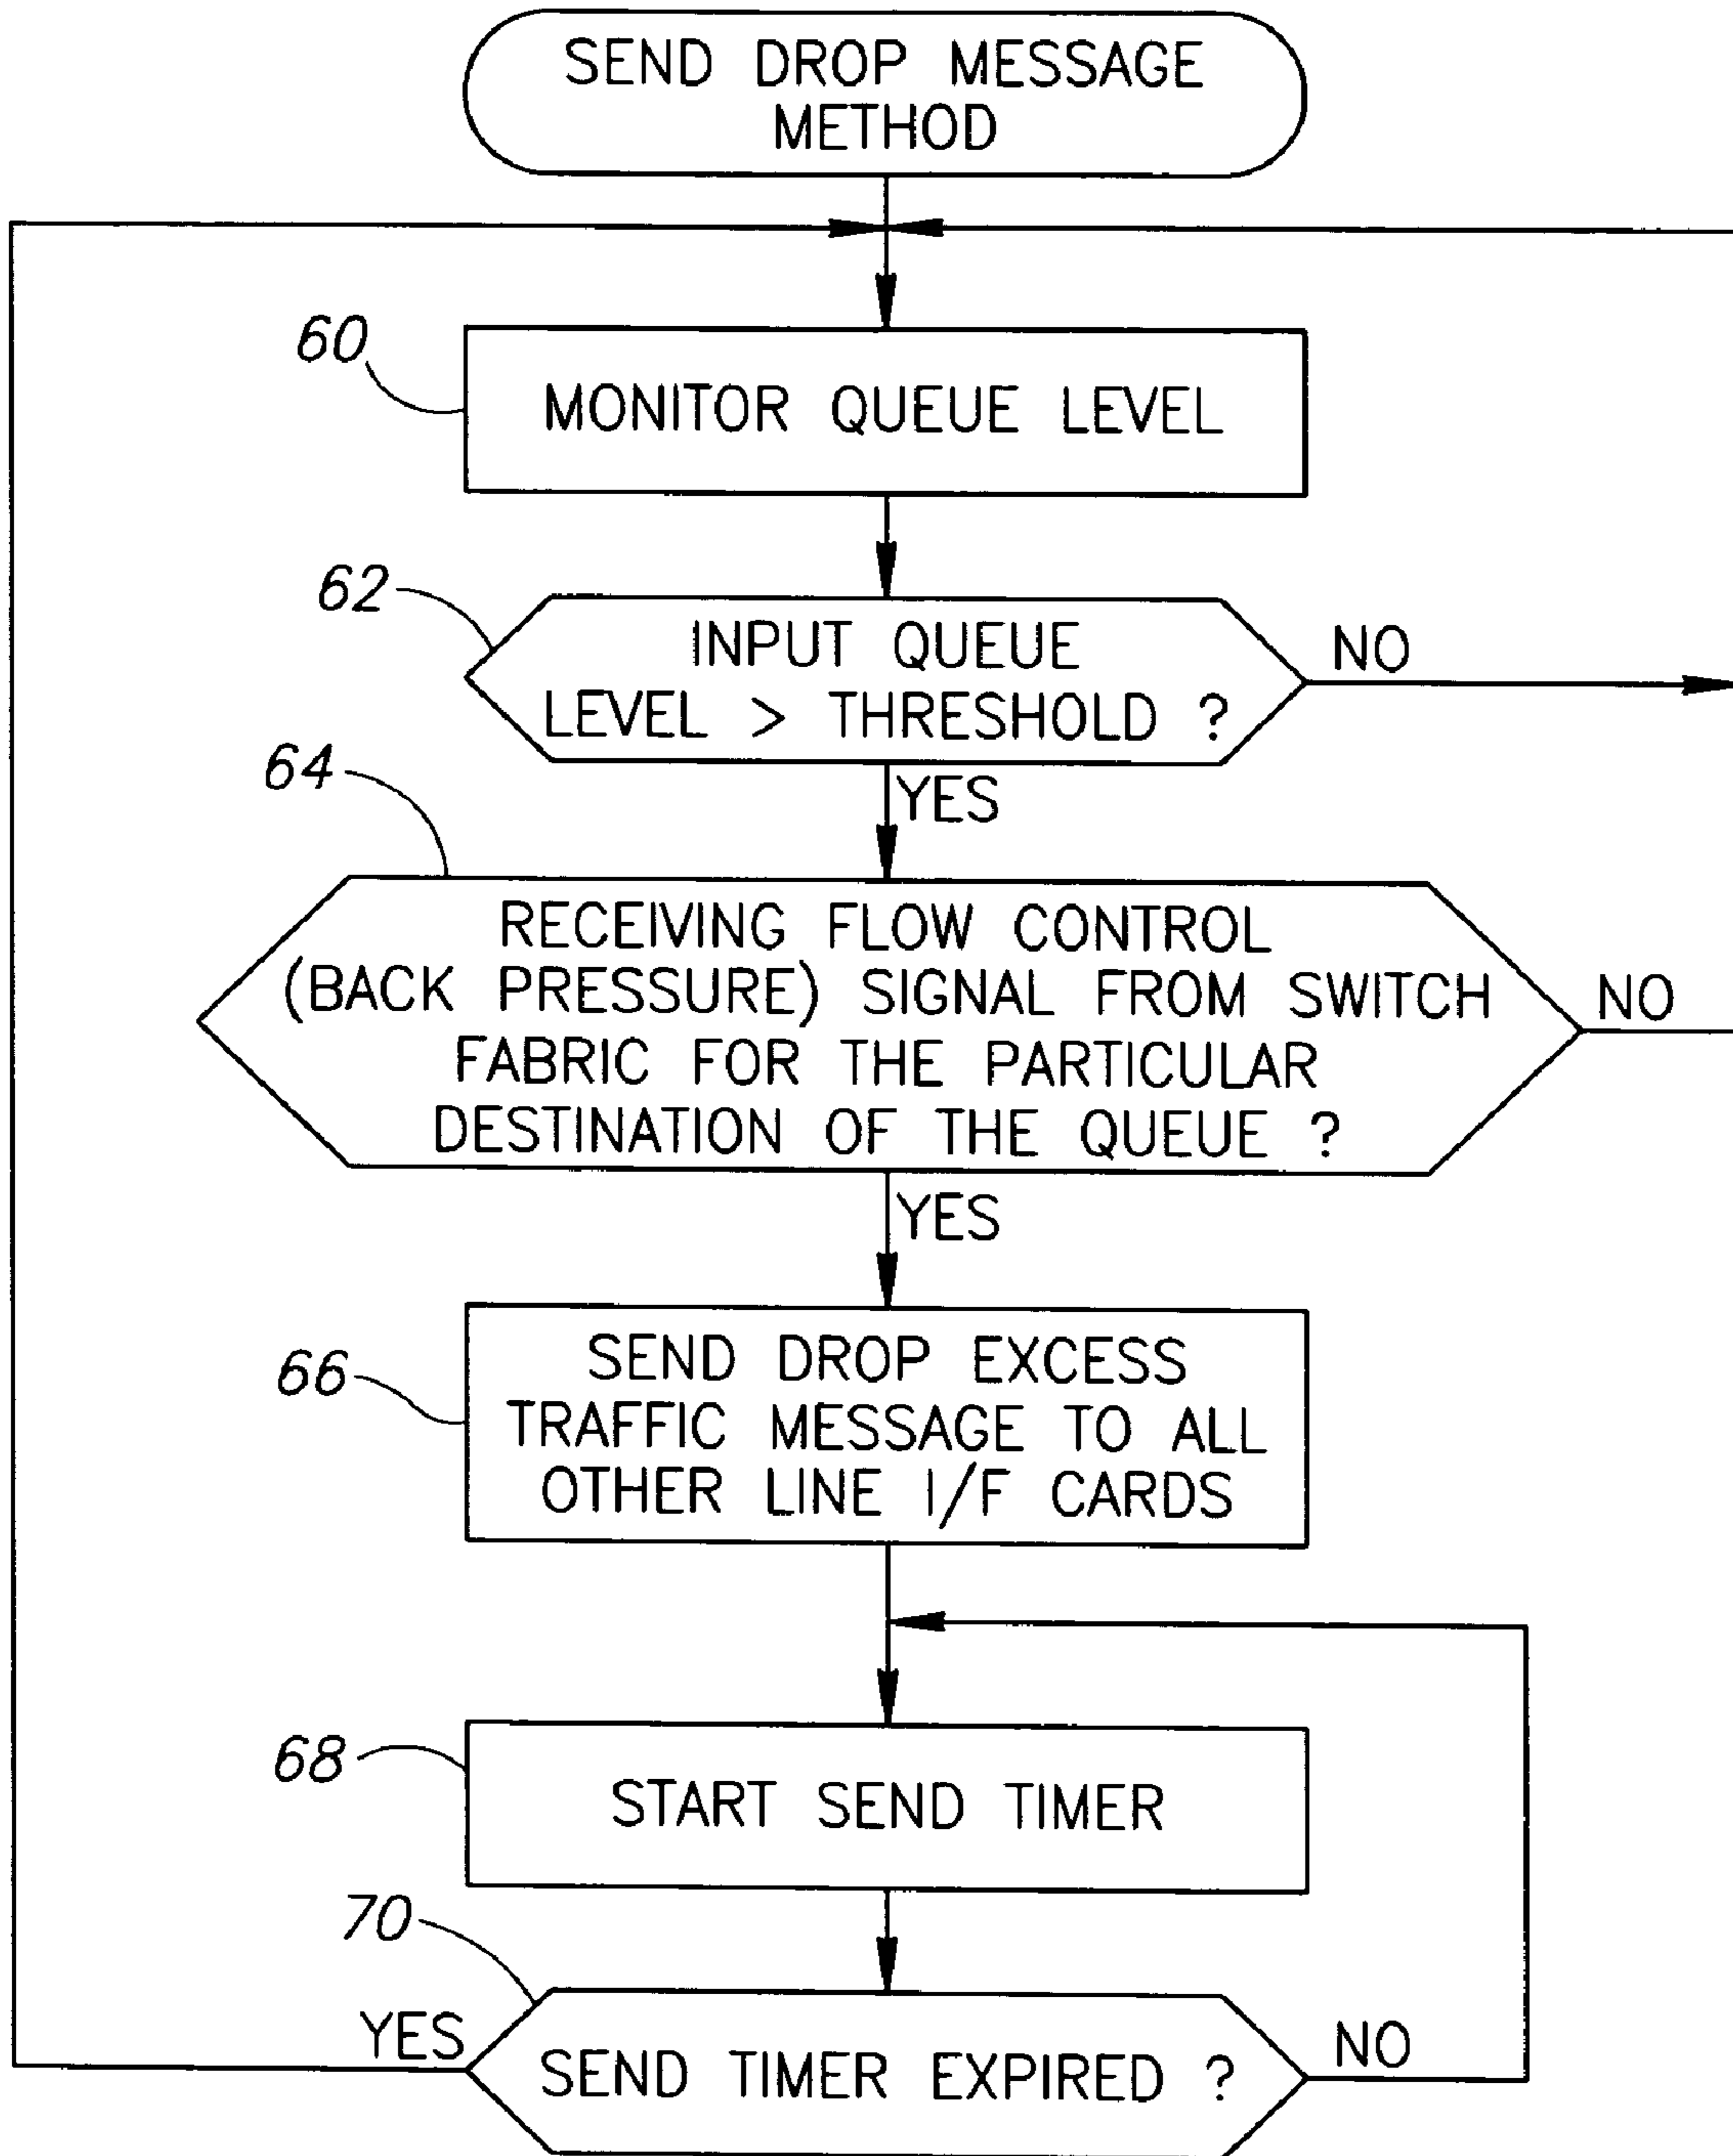 SEND DROP MESSAGE
METHOD
60
MONITOR QUEUE LEVEL
62
INPUT QUEUE
LEVEL > THRESHOLD ?
NO
YES
64
RECEIVING FLOW CONTROL
(BACK PRESSURE) SIGNAL FROM SWITCH
FABRIC FOR THE PARTICULAR
DESTINATION OF THE QUEUE ?
NO
YES
66
SEND DROP EXCESS
TRAFFIC MESSAGE TO ALL
OTHER LINE I/F CARDS
68
START SEND TIMER
70
YES
SEND TIMER EXPIRED ?
NO